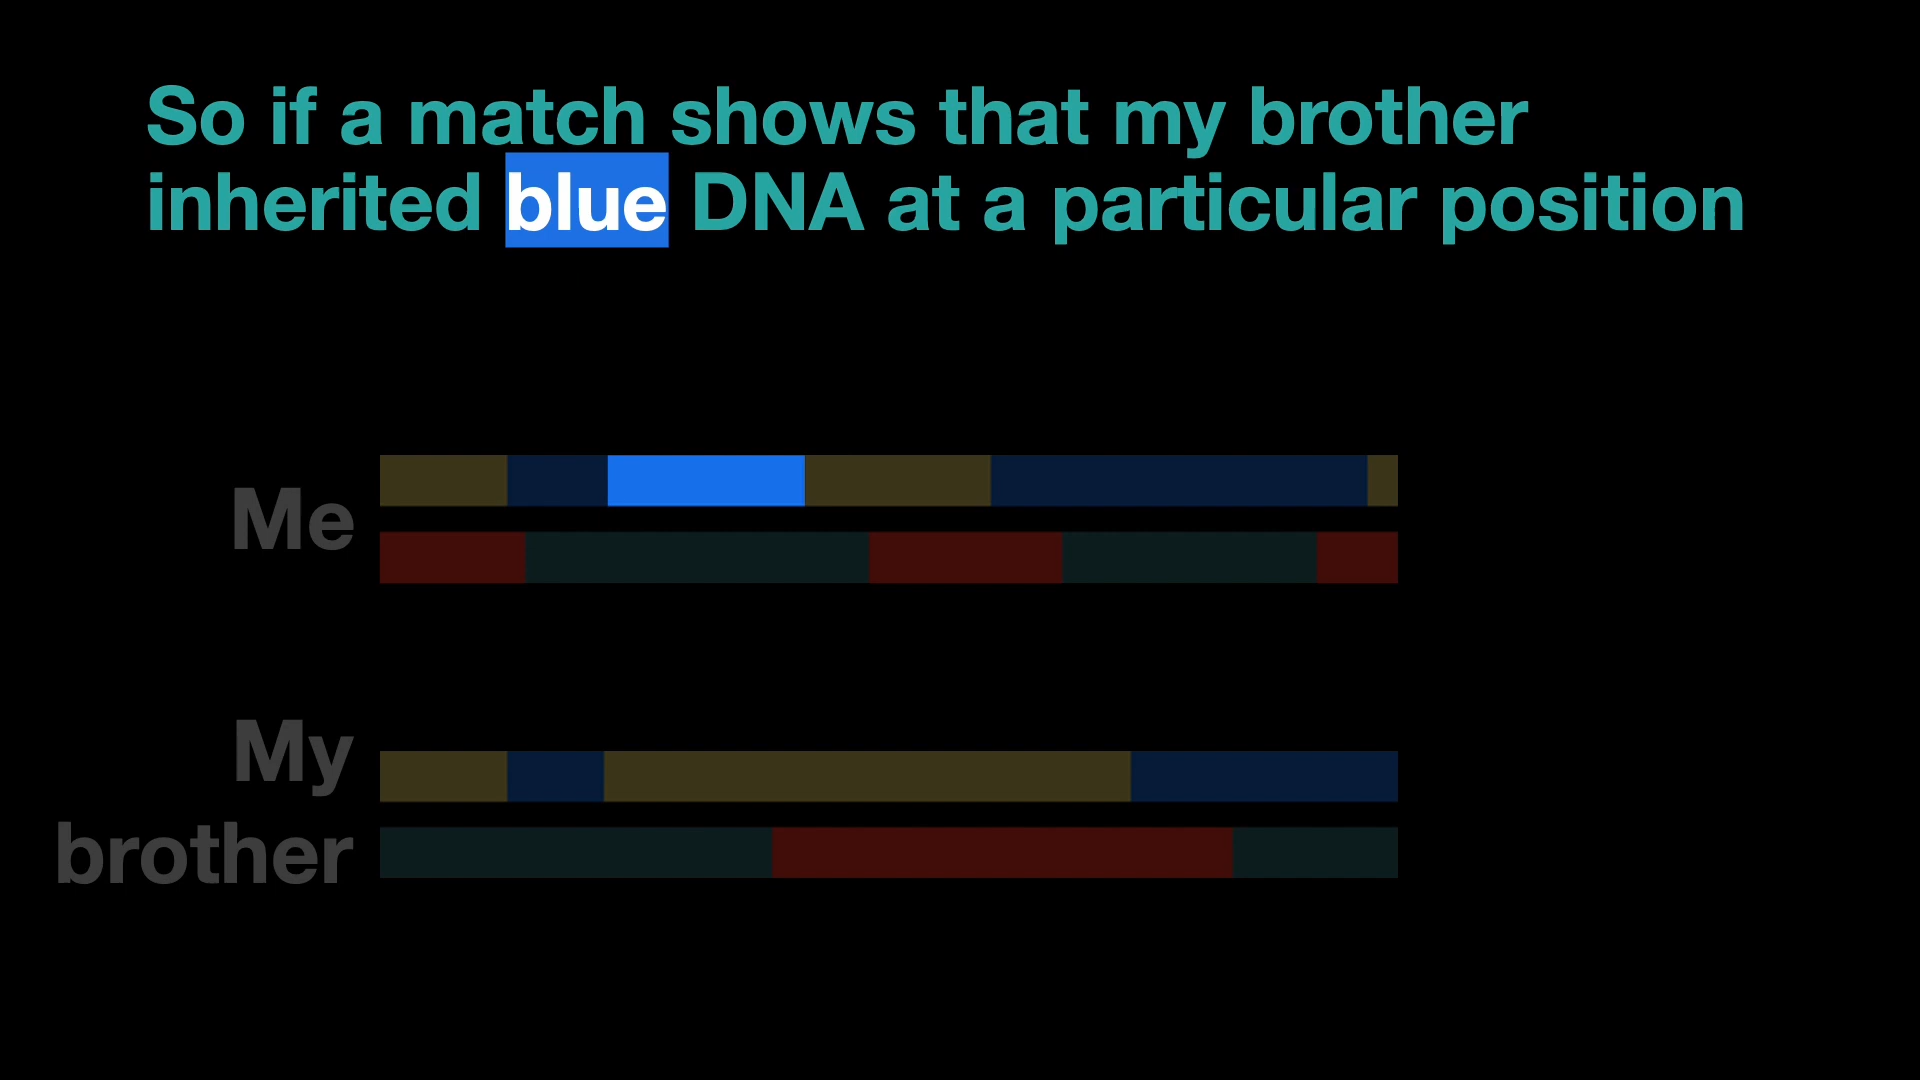 So if a match shows that my brother
inherited blue DNA at a particular position
Me
My
brother